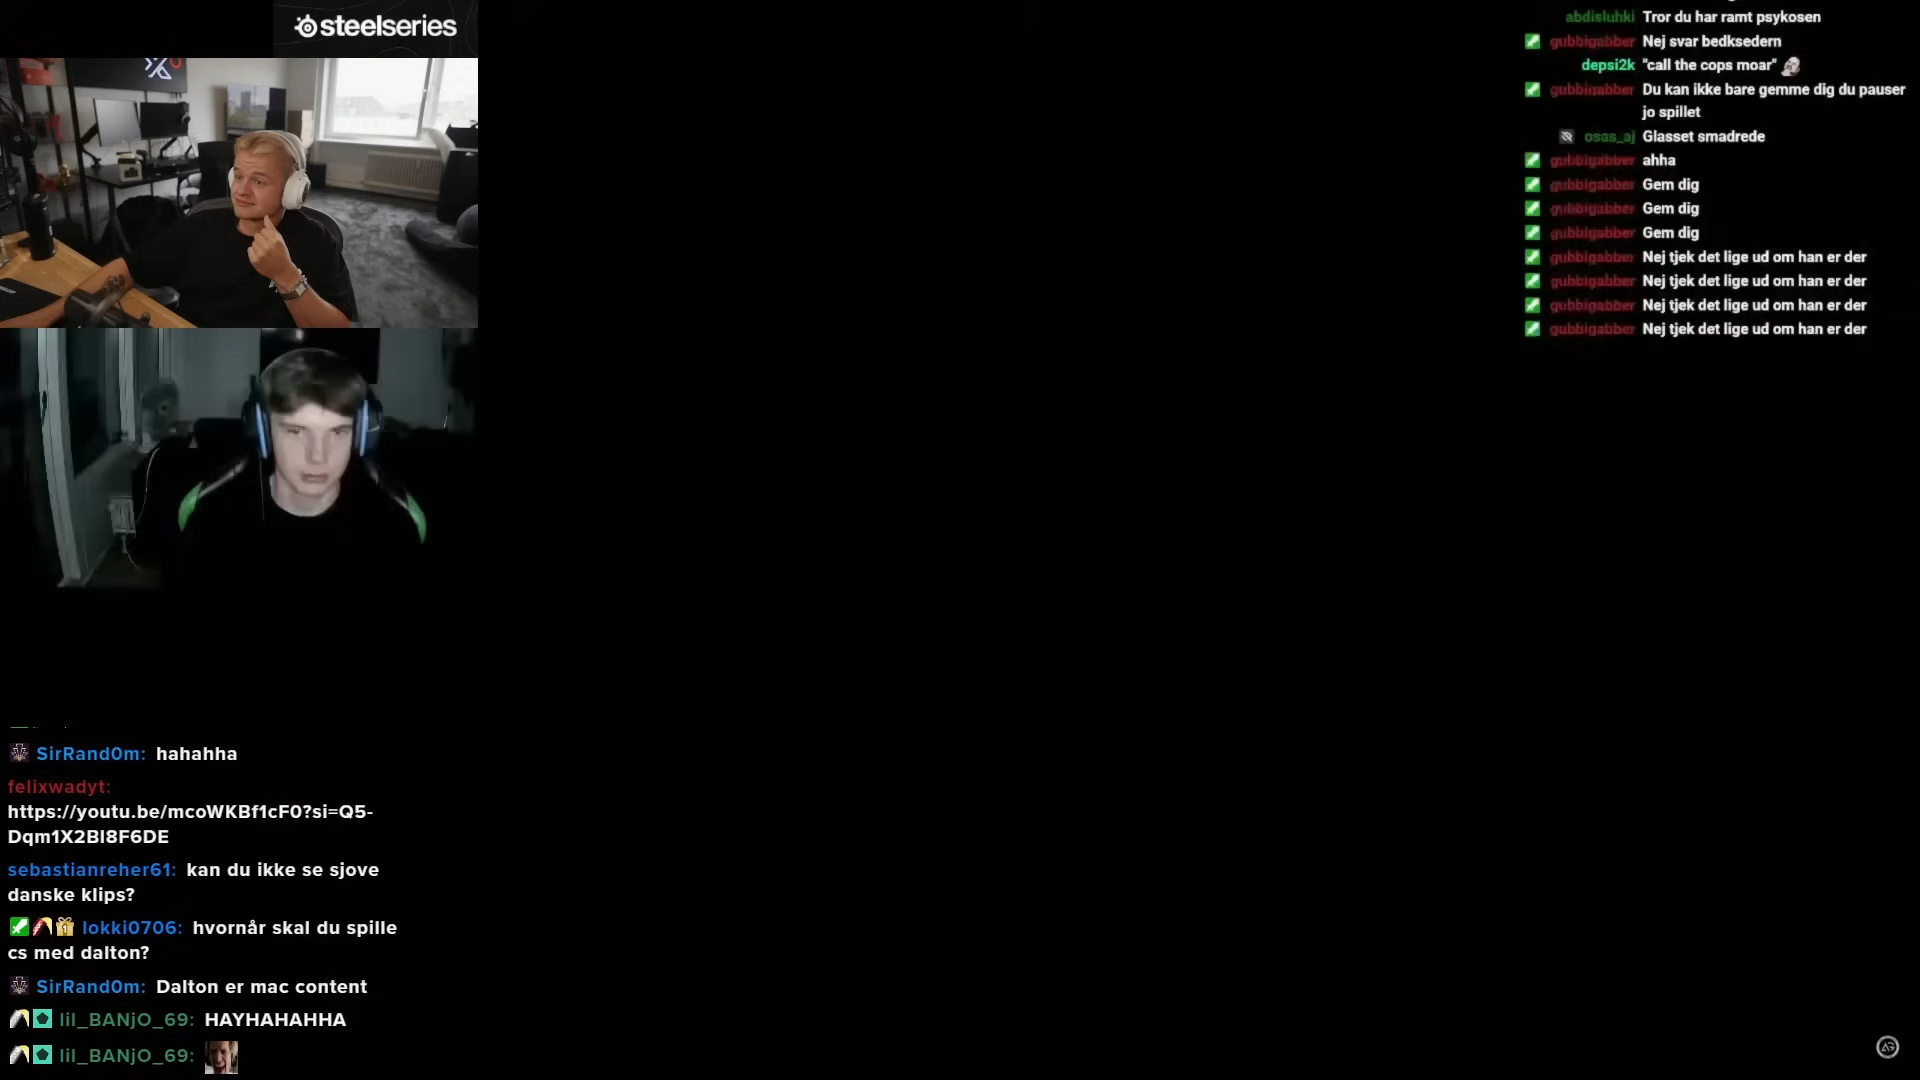 steelseries
abdisluhki Tror du har ramt psykosen
gubbigabber Nej svar bedksedern
depsi2k "call the cops moar"
gubbigabber Du kan ikke bare gemme dig du pauser
jo spillet
osas_aj Glasset smadrede
gubbigabber ahha
gubbigabber Gem dig
gubbigabber Gem dig
gubbigabber Gem dig
gubbigabber Nej tjek det lige ud om han er der
gubbigabber Nej tjek det lige ud om han er der
gubbigabber Nej tjek det lige ud om han er der
gubbigabber Nej tjek det lige ud om han er der
SirRand0m: hahahha
felixwadyt:
https://youtu.be/mcoWKBf1cF0?si=Q5-
Dqm1X2Bl8F6DE
sebastianreher61: kan du ikke se sjove
danske klips?
lokki0706: hvornår skal du spille
cs med dalton?
SirRand0m: Dalton er mac content
lil_BANjO_69: HAYHAHAHHA
lil_BANjO_69: